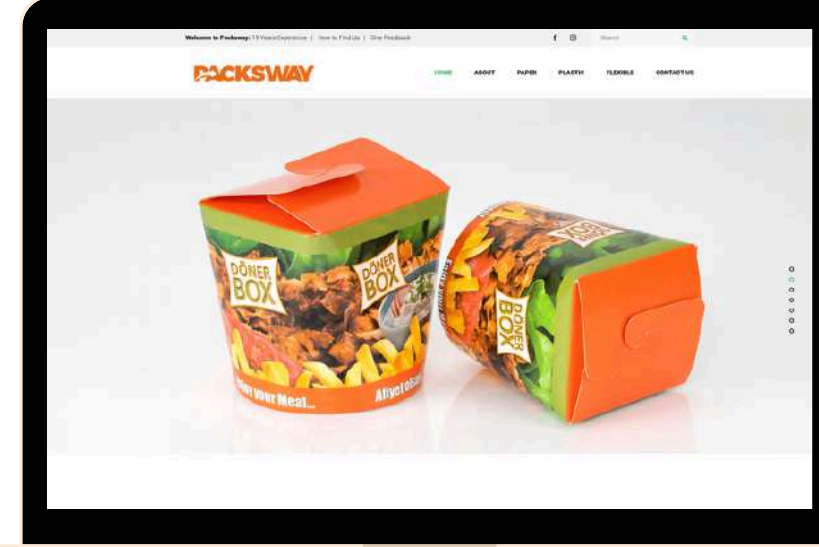 Welcome to Packsway: 15 Years Experience | How to Find Us | Give Feedback
Search
PACKSWAY
HOME ABOUT PAPER PLASTIC FLEXIBLE CONTACT US
DÖNER
BOX
DÖNER
BOX
BOX
DÖNER
BOX
your Meat...
Afiyet